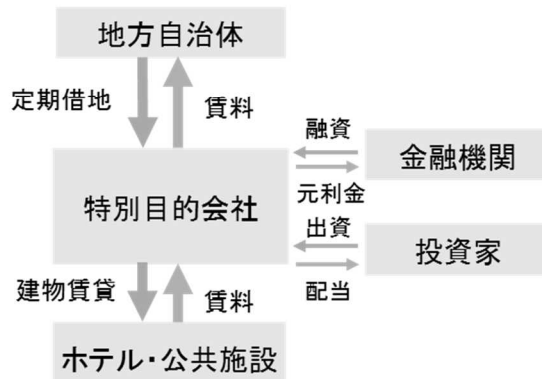 地方自治体
定期借地
賃料
融資
金融機関
元利金
特別目的会社
出資
投資家
配当
建物賃貸
賃料
ホテル・公共施設